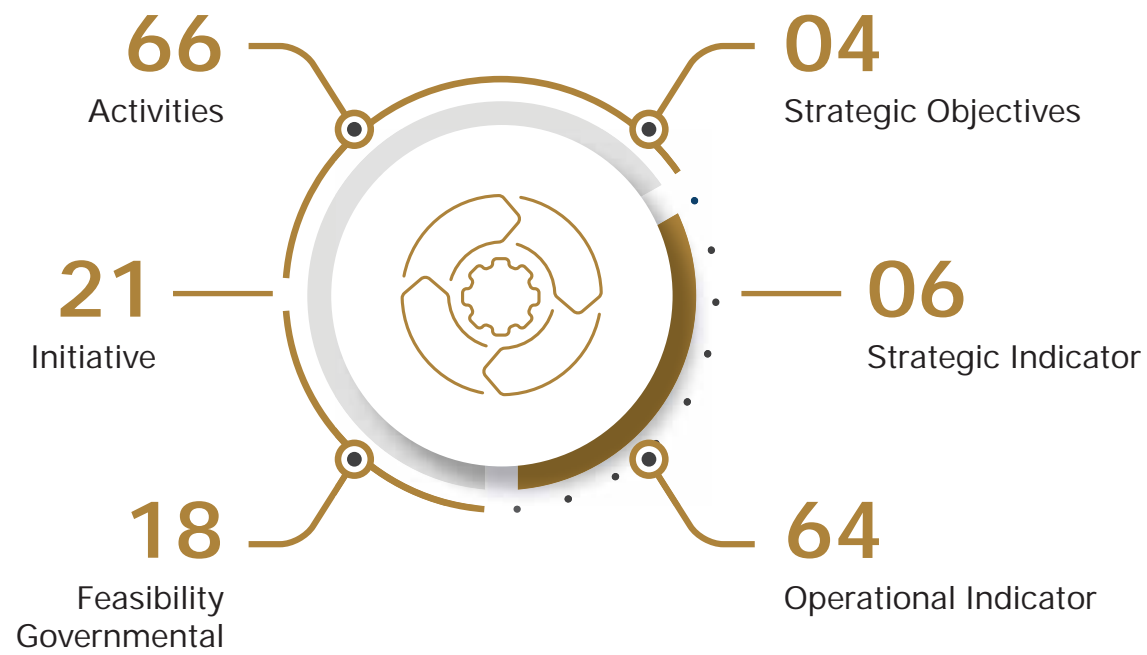 66
Activities
04
Strategic Objectives
21
Initiative
06
Strategic Indicator
18
Feasibility
Governmental
64
Operational Indicator